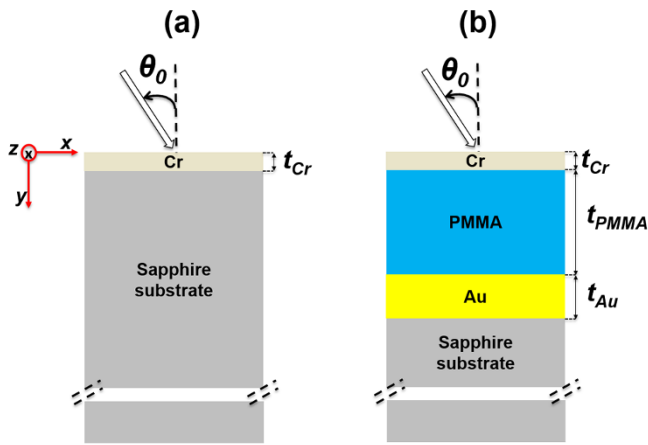 (a)
(b)
θ0
θ0
z x x
y
Cr
tCr
Cr
tCr
PMMA
tPMMA
Au
tAu
Sapphire
substrate
Sapphire
substrate